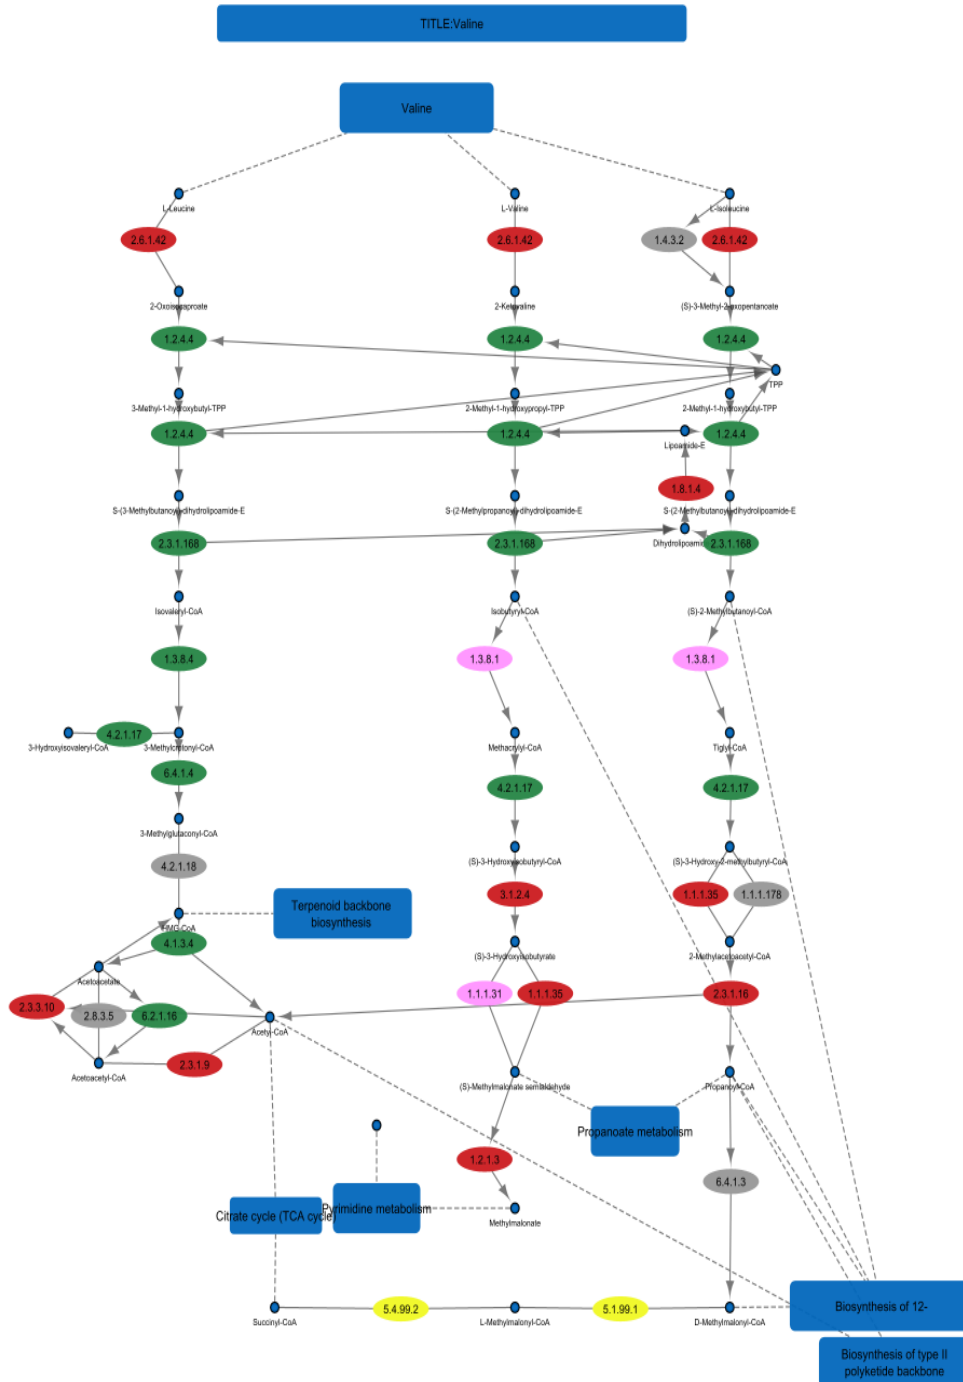 TITLE:Valine
Valine
L-Leucine
L-Valine
L-Isoleucine
2.6.1.42
2.6.1.42
1.4.3.2
2.6.1.42
2-Ketovaline
(S)-3-Methyl-2-oxopentanoate
1.2.4.4
1.2.4.4
1.2.4.4
TPP
3-Methyl-1-hydroxybutyl-TPP
2-Methyl-1-hydroxypropyl-TPP
2-Methyl-1-hydroxybutyl-TPP
1.2.4.4
1.2.4.4
1.2.4.4
Lipoamide-E
1.8.1.4
S-(3-Methylbutanoyl)-dihydrolipoamide-E
S-(2-Methylpropanoyl)-dihydrolipoamide-E
S-(2-Methylbutanoyl)-dihydrolipoamide-E
2.3.1.168
2.3.1.168
2.3.1.168
Isovaleryl-CoA
Isobutyryl-CoA
(S)-2-Methylbutanoyl-CoA
1.3.8.4
1.3.8.1
1.3.8.1
4.2.1.17
3-Hydroxyisovaleryl-CoA
3-Methylcrotonyl-CoA
Methacrylyl-CoA
Tiglyl-CoA
6.4.1.4
4.2.1.17
4.2.1.17
3-Methylglutaconyl-CoA
(S)-3-Hydroxyisobutyryl-CoA
(S)-3-Hydroxy-2-methylbutyryl-CoA
4.2.1.18
3.1.2.4
1.1.1.35
1.1.1.178
Terpenoid backbone
biosynthesis
HMG-CoA
4.1.3.4
(S)-3-Hydroxyisobutyrate
2-Methylacetoacetyl-CoA
Acetoacetate
1.1.1.31
1.1.1.35
2.3.1.16
2.3.3.10
2.8.3.5
6.2.1.16
Acetyl-CoA
2.3.1.9
Acetoacetyl-CoA
(S)-Methylmalonate semialdehyde
Propanoyl-CoA
Propanoate metabolism
1.2.1.3
6.4.1.3
Pyrimidine metabolism
Citrate cycle (TCA cycle)
Methylmalonate
5.4.99.2
5.1.99.1
Biosynthesis of 12-
Succinyl-CoA
L-Methylmalonyl-CoA
D-Methylmalonyl-CoA
Biosynthesis of type II
polyketide backbone